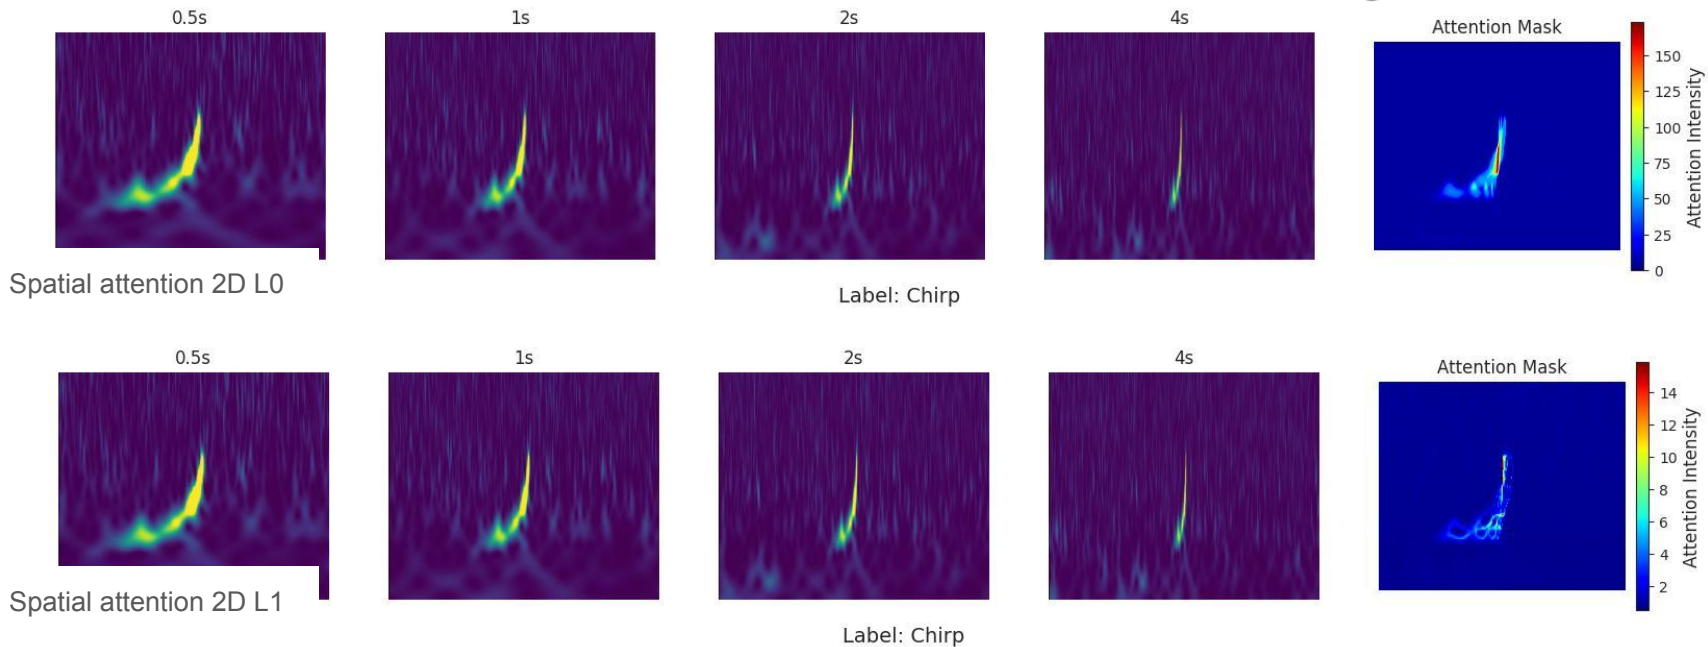 0.5s 1s 2s 4s Attention Mask
150
125
100
75
50
25
0
Attention Intensity
Spatial attention 2D L0
Label: Chirp
0.5s 1s 2s 4s Attention Mask
14
12
10
8
6
4
2
Attention Intensity
Spatial attention 2D L1
Label: Chirp